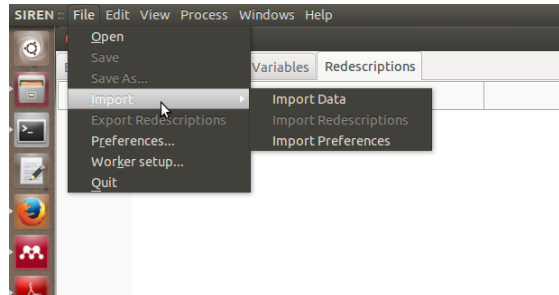 SIREN :: File Edit View Process Windows Help
Open
Save
Variables Redescriptions
Save As...
Import Import Data
Export Redescriptions Import Redescriptions
Preferences... Import Preferences
Worker setup...
Quit